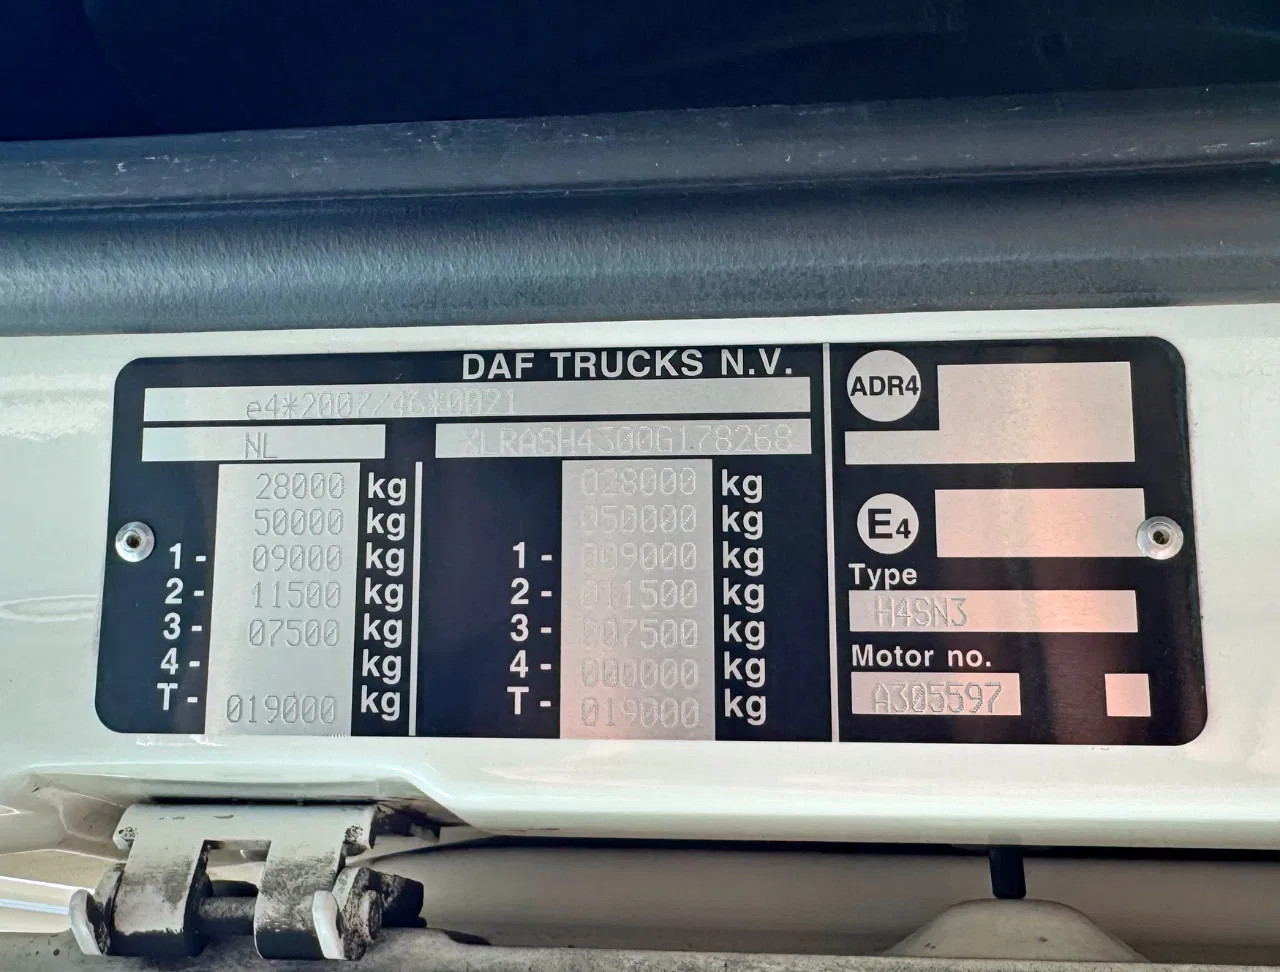 DAF TRUCKS N.V.
e4*2007/46*0021
NL XLRASH4300G178268
28000 kg 028000 kg
50000 kg 050000 kg
1- 09000 kg 1- 009000 kg
2- 11500 kg 2- 011500 kg
3- 07500 kg 3- 007500 kg
4- kg 4- 000000 kg
T- 019000 kg T- 019000 kg
ADR4
E4
Type
H4SN3
Motor no.
A305597